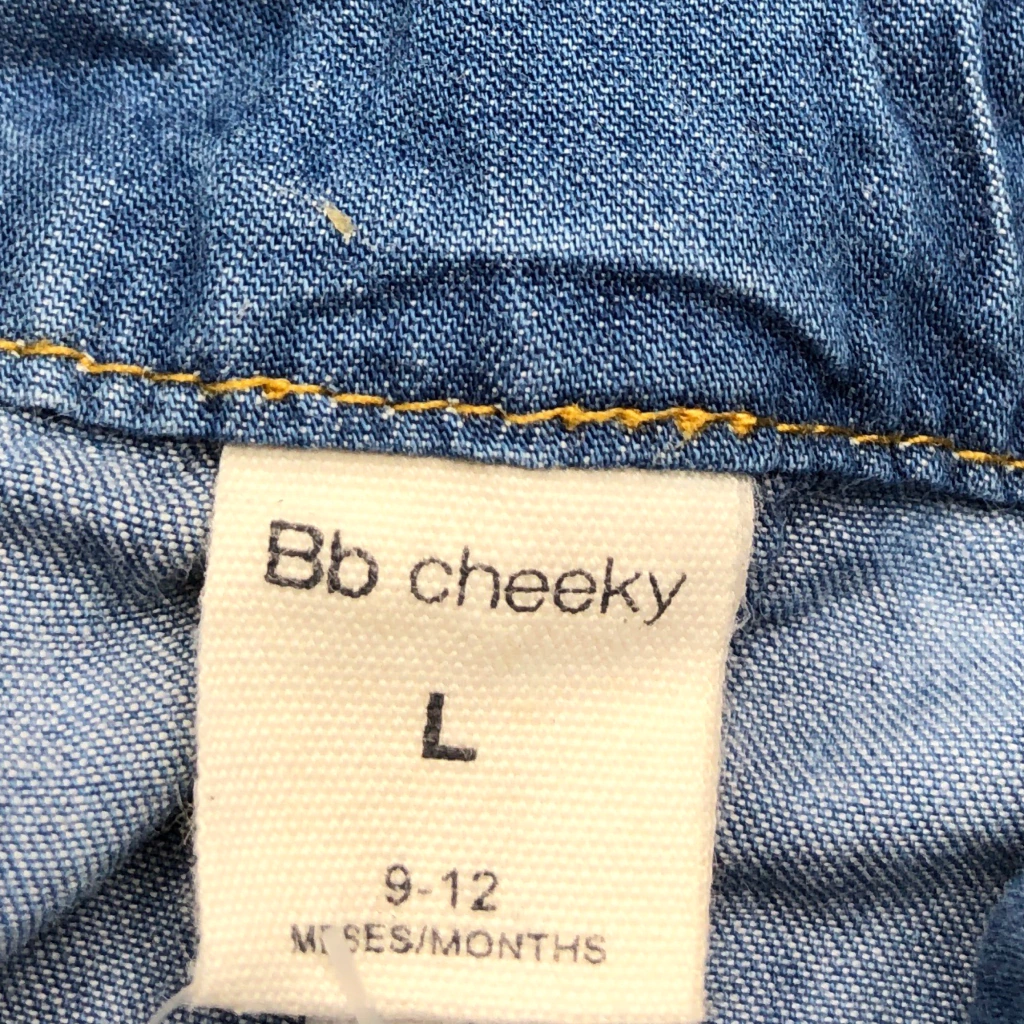 Bb cheeky
L
9-12
MESES/MONTHS